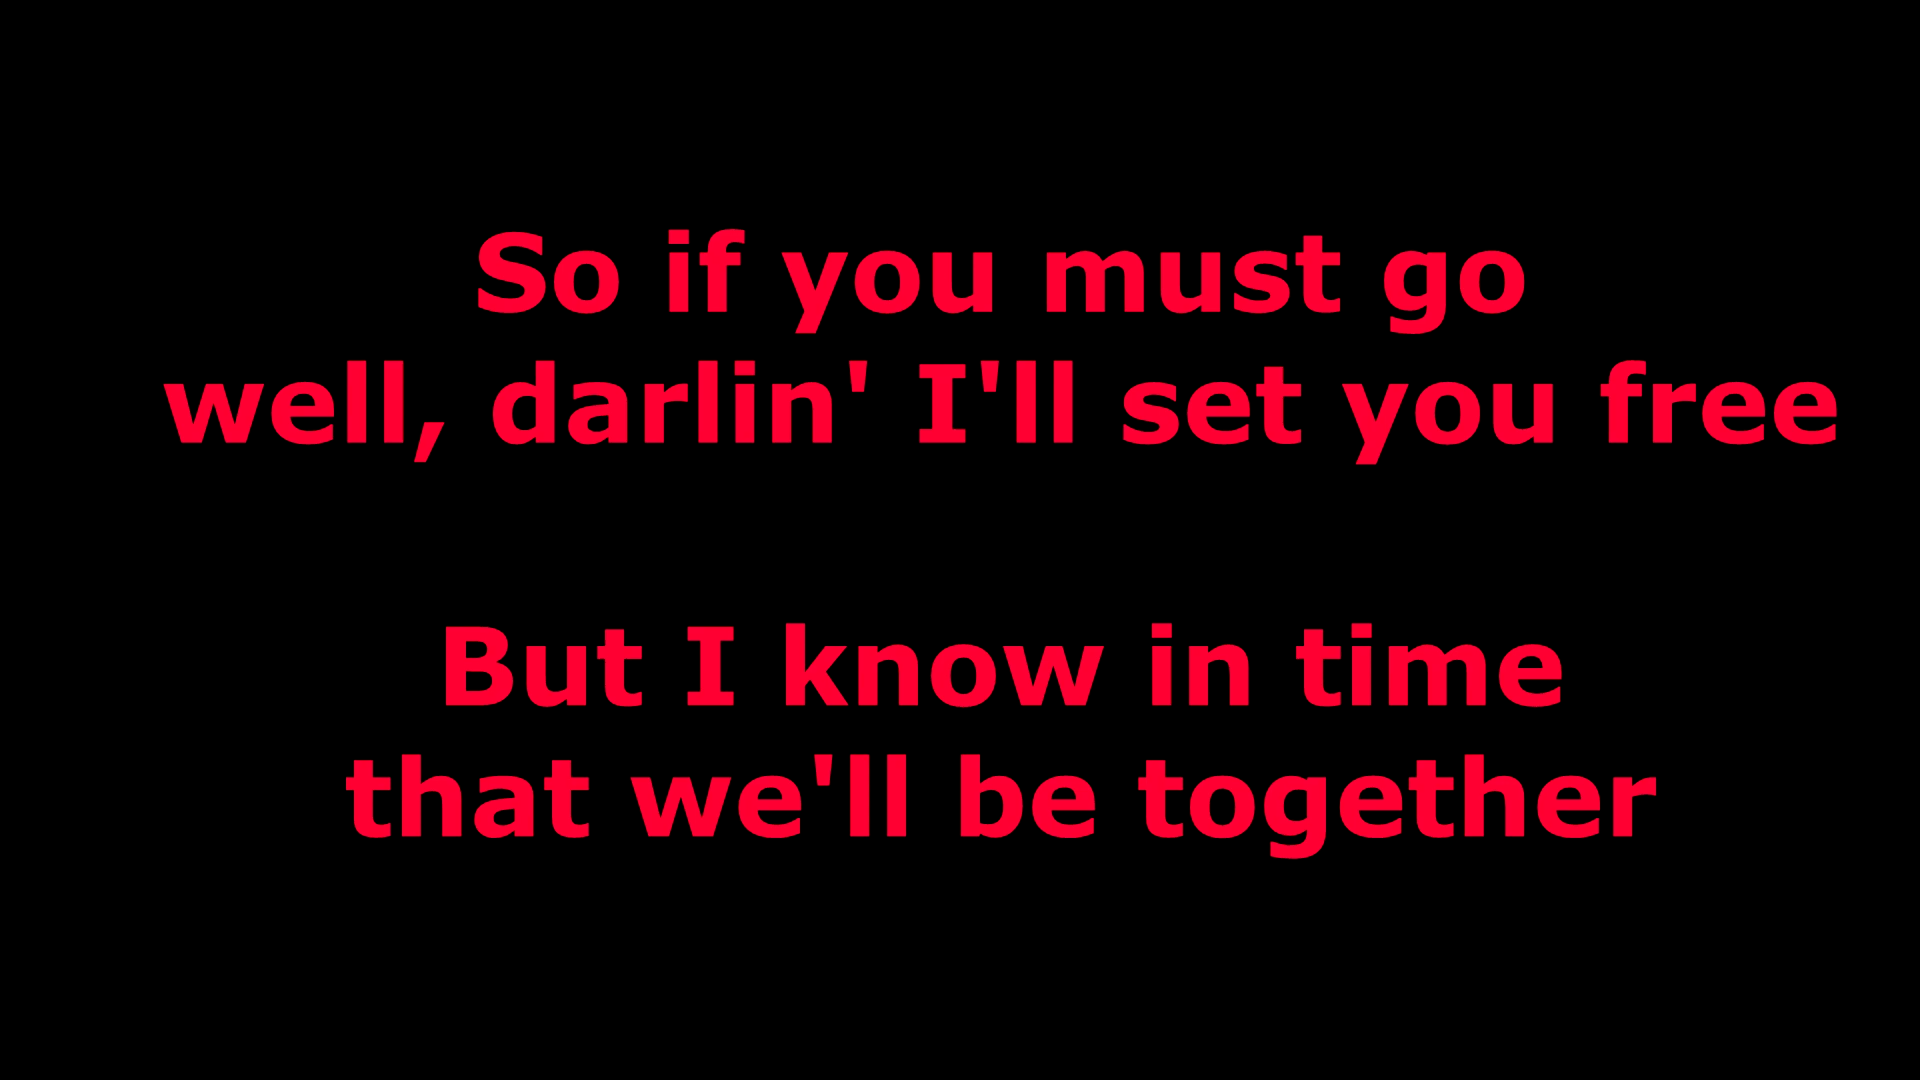 So if you must go
well, darlin' I'll set you free
But I know in time
that we'll be together